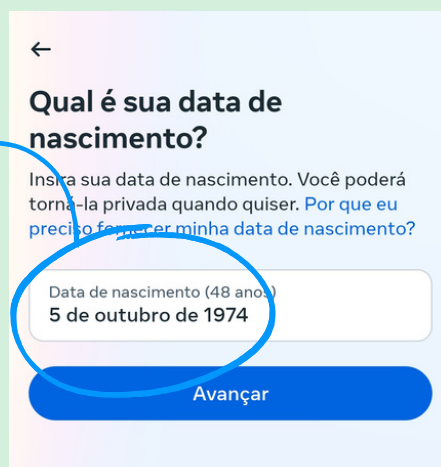 Qual é sua data de
nascimento?
Insira sua data de nascimento. Você poderá
torná-la privada quando quiser. Por que eu
preciso fornecer minha data de nascimento?
Data de nascimento (48 anos)
5 de outubro de 1974
Avançar